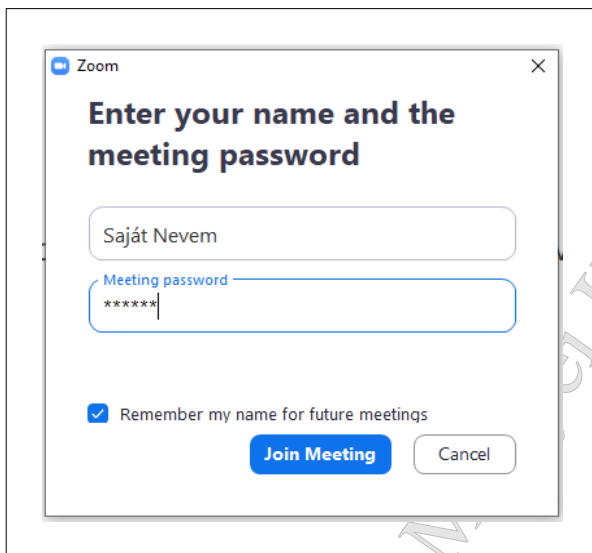 Zoom
Enter your name and the
meeting password
Saját Nevem
Meeting password
******
Remember my name for future meetings
Join Meeting
Cancel